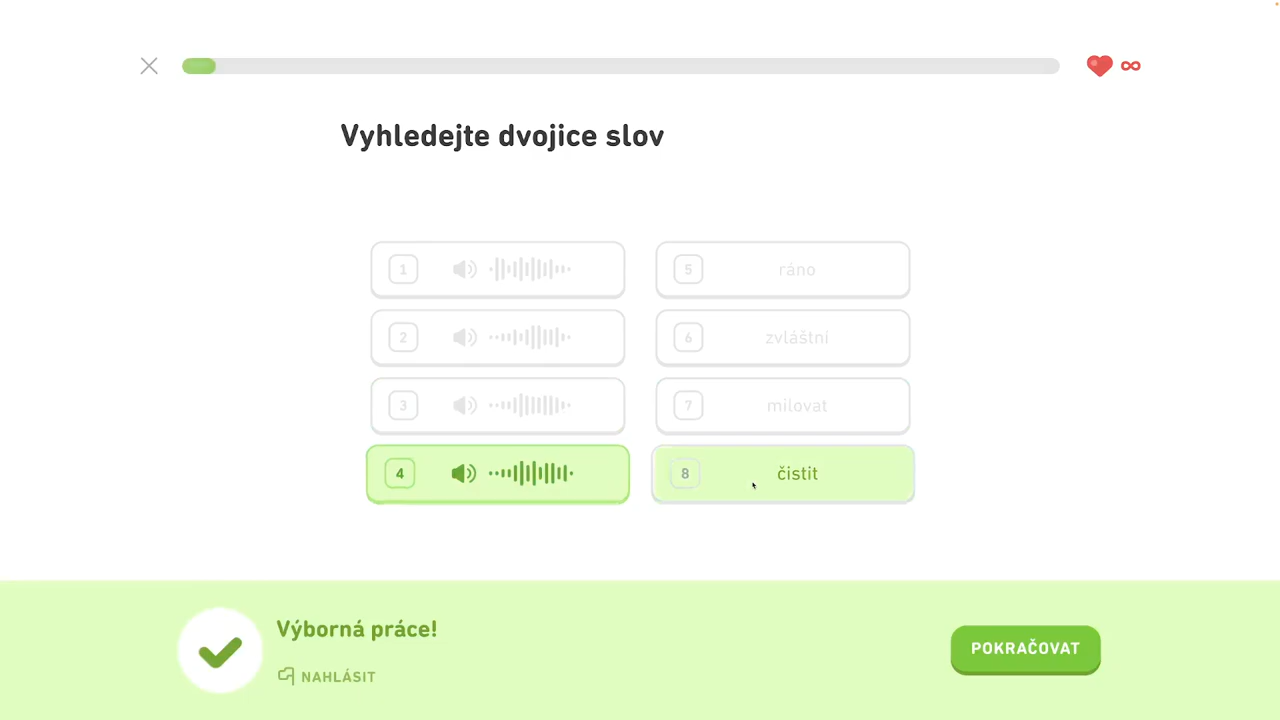 ∞
Vyhledejte dvojice slov
1
5 ráno
2
6 zvláštní
3
7 milovat
4
8 čistit
Výborná práce!
NAHLÁSIT
POKRAČOVAT